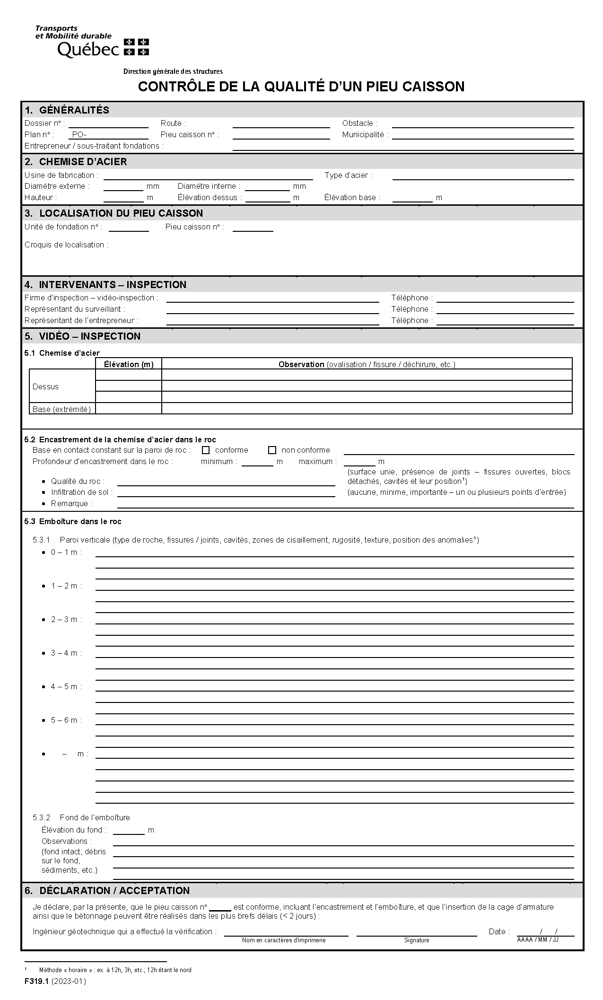 Transports
et Mobilité durable
Québec
Direction générale des structures
CONTRÔLE DE LA QUALITÉ D'UN PIEU CAISSON
1. GÉNÉRALITÉS
Dossier nº : Route : Obstacle :
Plan nº : PO- Pieu caisson nº : Municipalité :
Entrepreneur / sous-traitant fondations :
2. CHEMISE D'ACIER
Usine de fabrication : Type d'acier :
Diamètre externe : mm Diamètre interne : mm
Hauteur : m Élévation dessus : m Élévation base : m
3. LOCALISATION DU PIEU CAISSON
Unité de fondation nº : Pieu caisson nº :
Croquis de localisation :
4. INTERVENANTS – INSPECTION
Firme d'inspection – vidéo-inspection : Téléphone :
Représentant du surveillant : Téléphone :
Représentant de l'entrepreneur : Téléphone :
5. VIDÉO – INSPECTION
5.1 Chemise d'acier
Élévation (m) Observation (ovalisation / fissure / déchirure, etc.)
Dessus
Base (extrémité)
5.2 Encastrement de la chemise d'acier dans le roc
Base en contact constant sur la paroi de roc : ☐ conforme ☐ non conforme
Profondeur d'encastrement dans le roc : minimum : m maximum : m
(surface unie, présence de joints – fissures ouvertes, blocs
• Qualité du roc : détachés, cavités et leur position¹)
• Infiltration de sol : (aucune, minime, importante – un ou plusieurs points d'entrée)
• Remarque :
5.3 Emboîture dans le roc
5.3.1 Paroi verticale (type de roche, fissures / joints, cavités, zones de cisaillement, rugosité, texture, position des anomalies¹)
• 0 – 1 m :
• 1 – 2 m :
• 2 – 3 m :
• 3 – 4 m :
• 4 – 5 m :
• 5 – 6 m :
• – m :
5.3.2 Fond de l'emboîture
Élévation du fond : m
Observations :
(fond intact, débris
sur le fond,
sédiments, etc.)
6. DÉCLARATION / ACCEPTATION
Je déclare, par la présente, que le pieu caisson nº est conforme, incluant l'encastrement et l'emboîture, et que l'insertion de la cage d'armature
ainsi que le bétonnage peuvent être réalisés dans les plus brefs délais (< 2 jours) :
Ingénieur géotechnique qui a effectué la vérification : Date : / /
Nom en caractères d'imprimerie Signature AAAA / MM / JJ
¹ Méthode « horaire » : ex. à 12h, 3h, etc.; 12h étant le nord
F319.1 (2023-01)